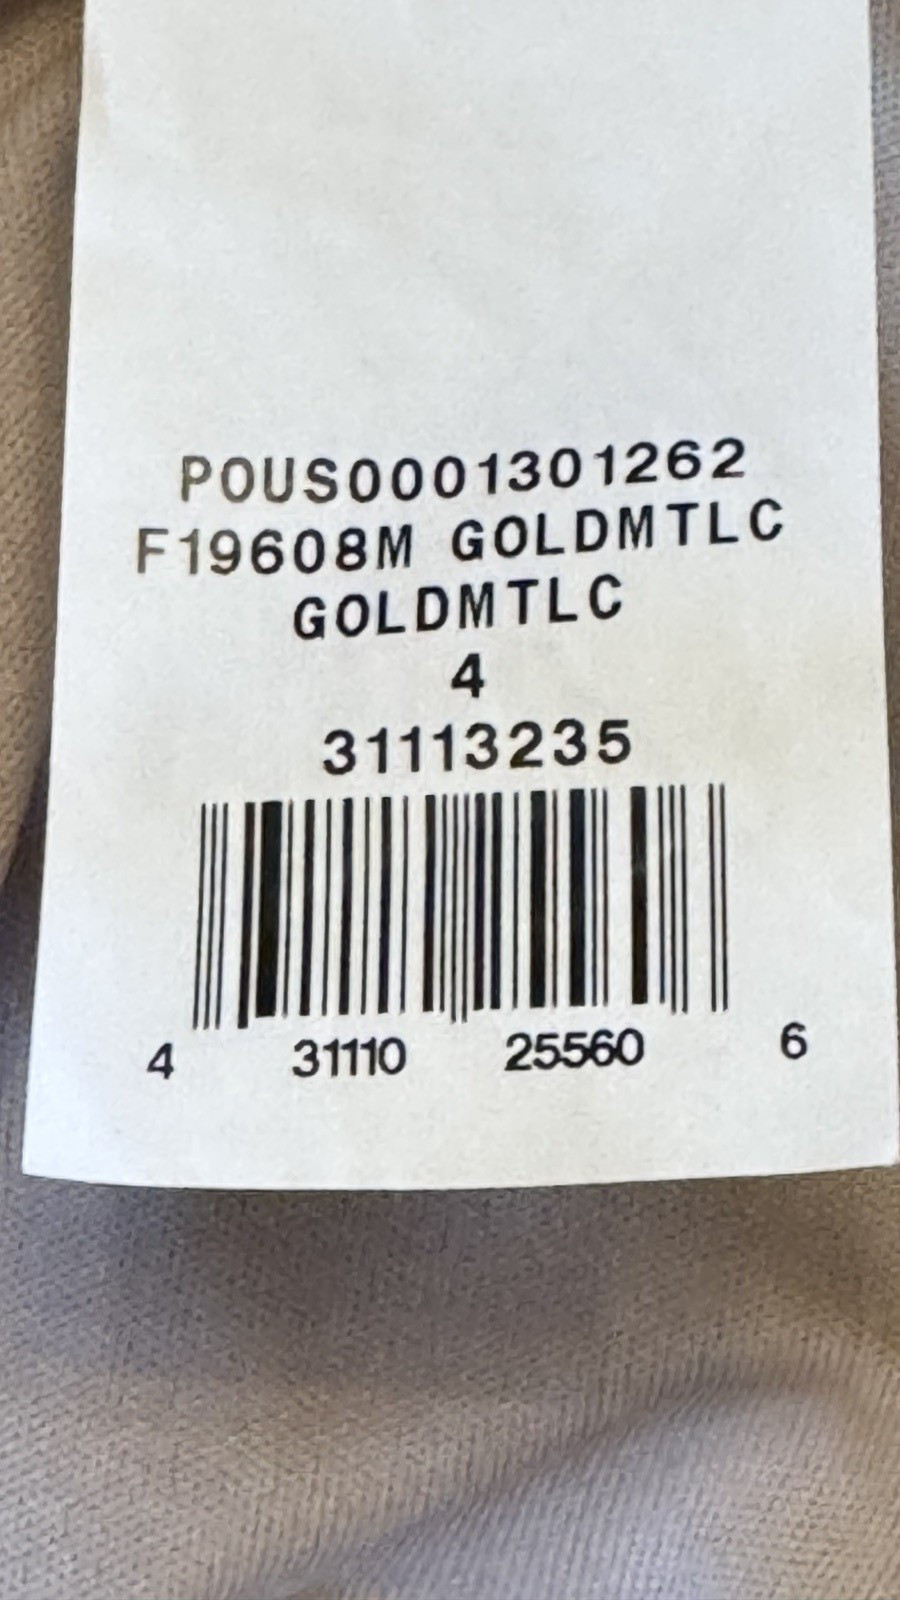 POUS0001301262
F19608M GOLDMTLC
GOLDMTLC
4
31113235
4 31110 25560 6